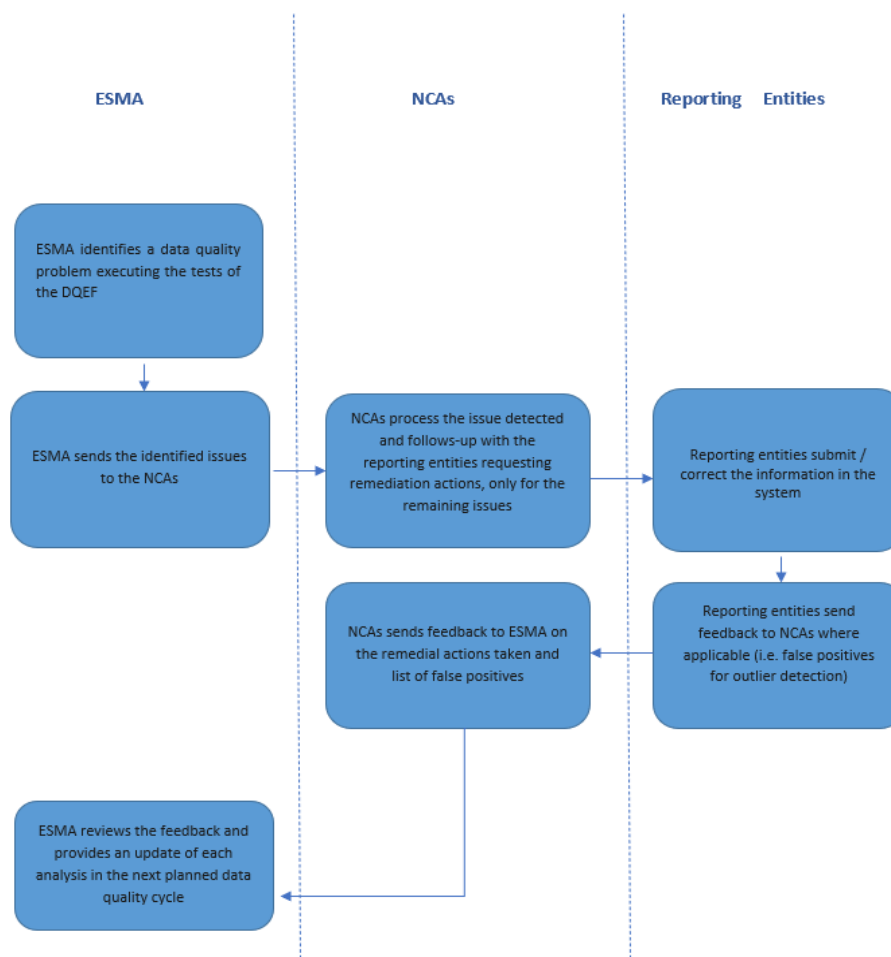 ESMA
NCAs
Reporting Entities
ESMA identifies a data quality
problem executing the tests of
the DQEF
ESMA sends the identified issues
to the NCAs
NCAs process the issue detected
and follows-up with the
reporting entities requesting
remediation actions, only for the
remaining issues
Reporting entities submit /
correct the information in the
system
Reporting entities send
feedback to NCAs where
applicable (i.e. false positives
for outlier detection)
NCAs sends feedback to ESMA on
the remedial actions taken and
list of false positives
ESMA reviews the feedback and
provides an update of each
analysis in the next planned data
quality cycle